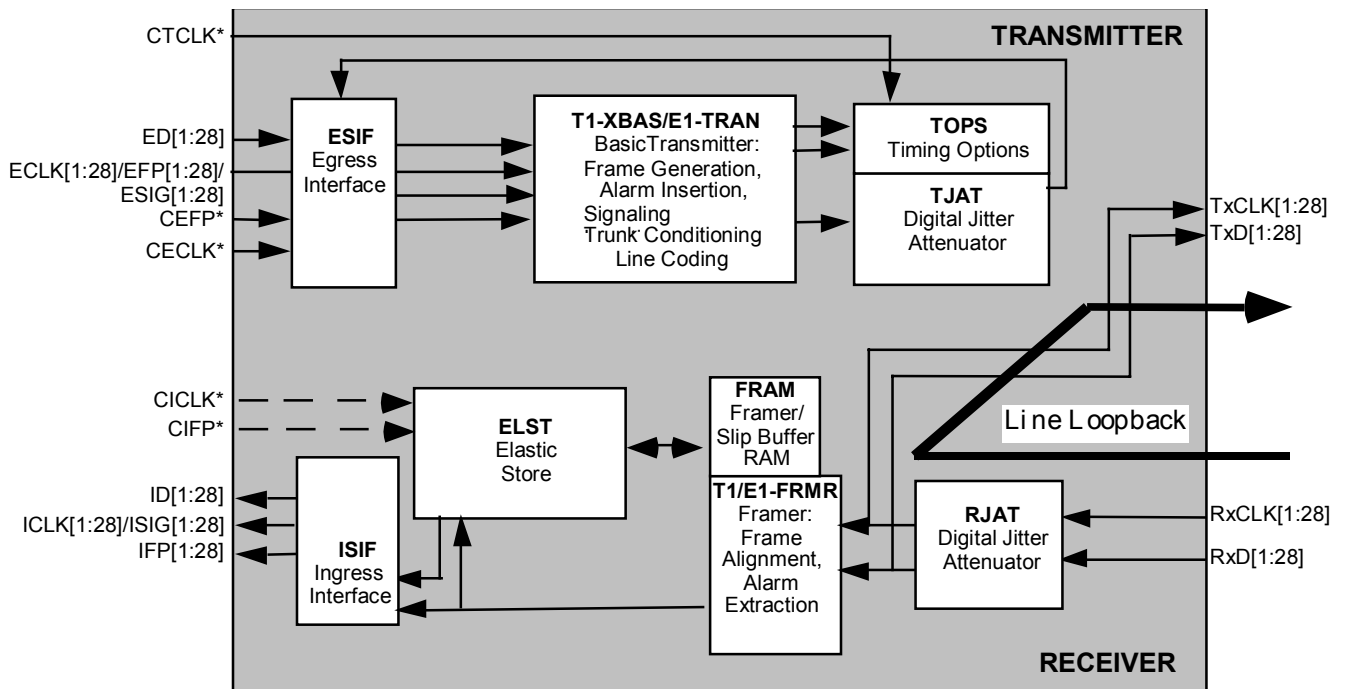 CTCLK*
TRANSMITTER
ED[1:28]
ECLK[1:28]/EFP[1:28]/
ESIG[1:28]
CEFP*
CECLK*
ESIF
Egress
Interface
T1-XBAS/E1-TRAN
BasicTransmitter:
Frame Generation,
Alarm Insertion,
Signaling
Trunk Conditioning
Line Coding
TOPS
Timing Options
TJAT
Digital Jitter
Attenuator
TxCLK[1:28]
TxD[1:28]
CICLK*
CIFP*
ELST
Elastic
Store
FRAM
Framer/
Slip Buffer
RAM
Line Loopback
ID[1:28]
ICLK[1:28]/ISIG[1:28]
IFP[1:28]
ISIF
Ingress
Interface
T1/E1-FRMR
Framer:
Frame
Alignment,
Alarm
Extraction
RJAT
Digital Jitter
Attenuator
RxCLK[1:28]
RxD[1:28]
RECEIVER